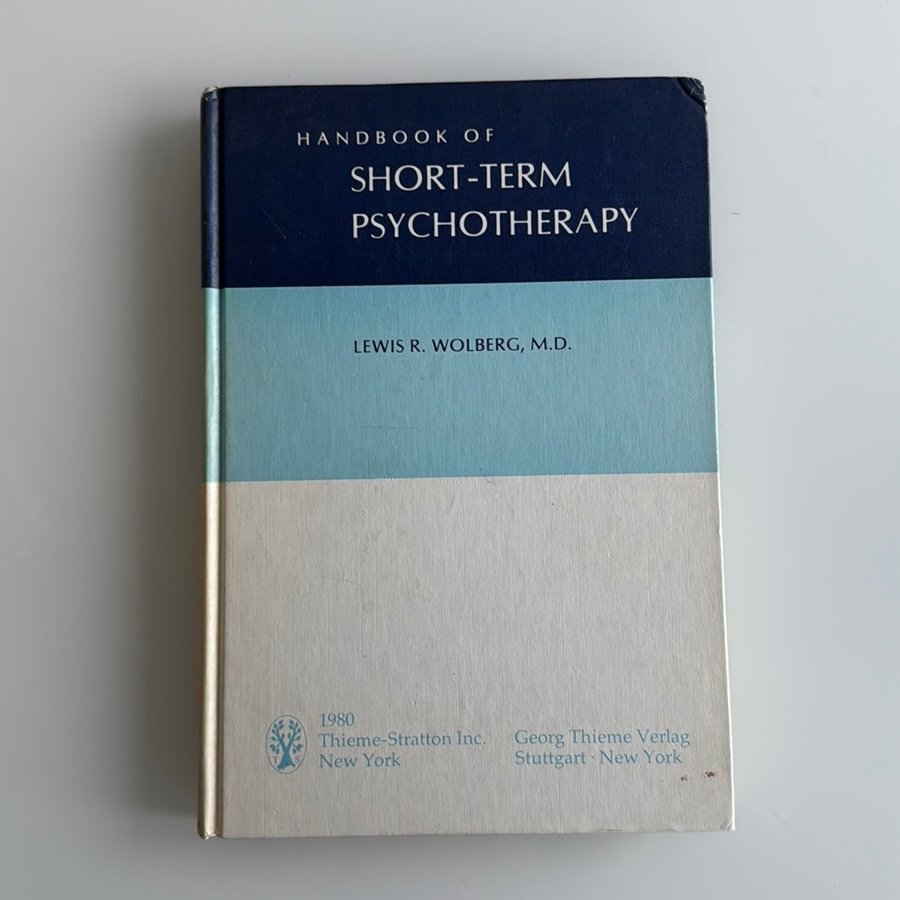 HANDBOOK OF
SHORT-TERM
PSYCHOTHERAPY
LEWIS R. WOLBERG, M.D.
T S
1980
Thieme-Stratton Inc.
New York
Georg Thieme Verlag
Stuttgart · New York